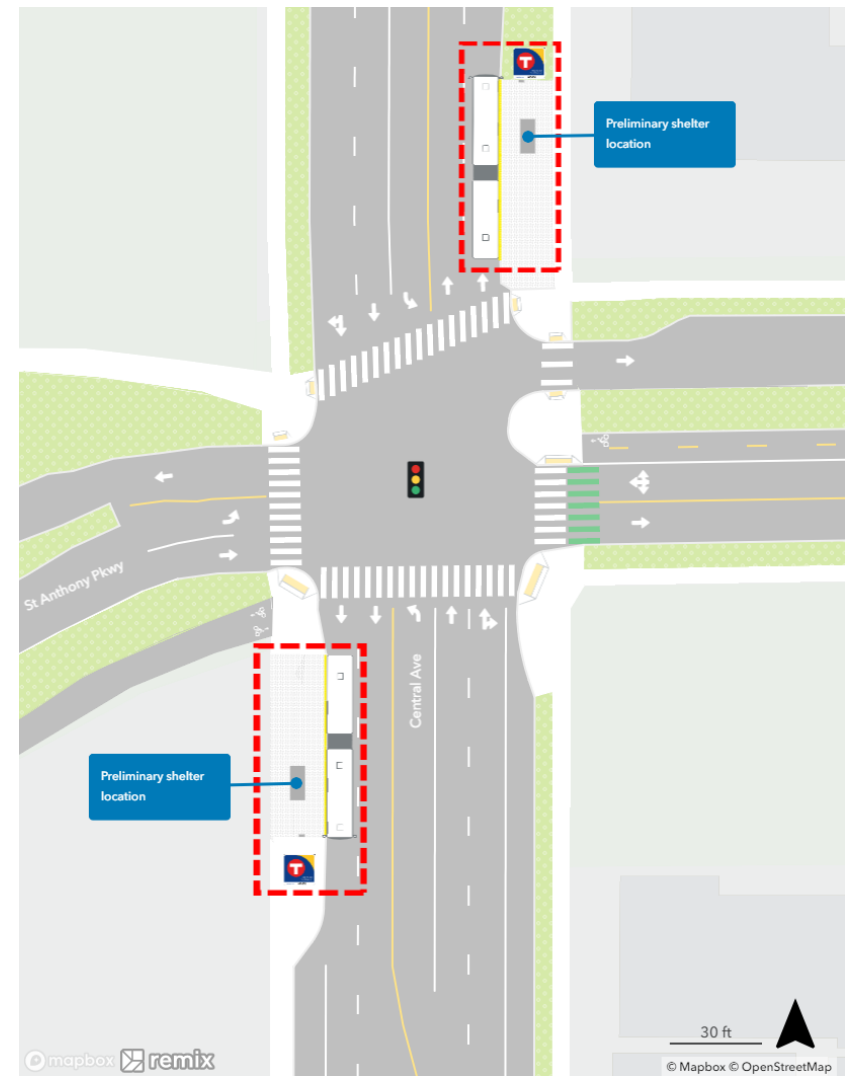 Preliminary shelter
location
St Anthony Pkwy
Central Ave
Preliminary shelter
location
30 ft
mapbox remix
© Mapbox © OpenStreetMap